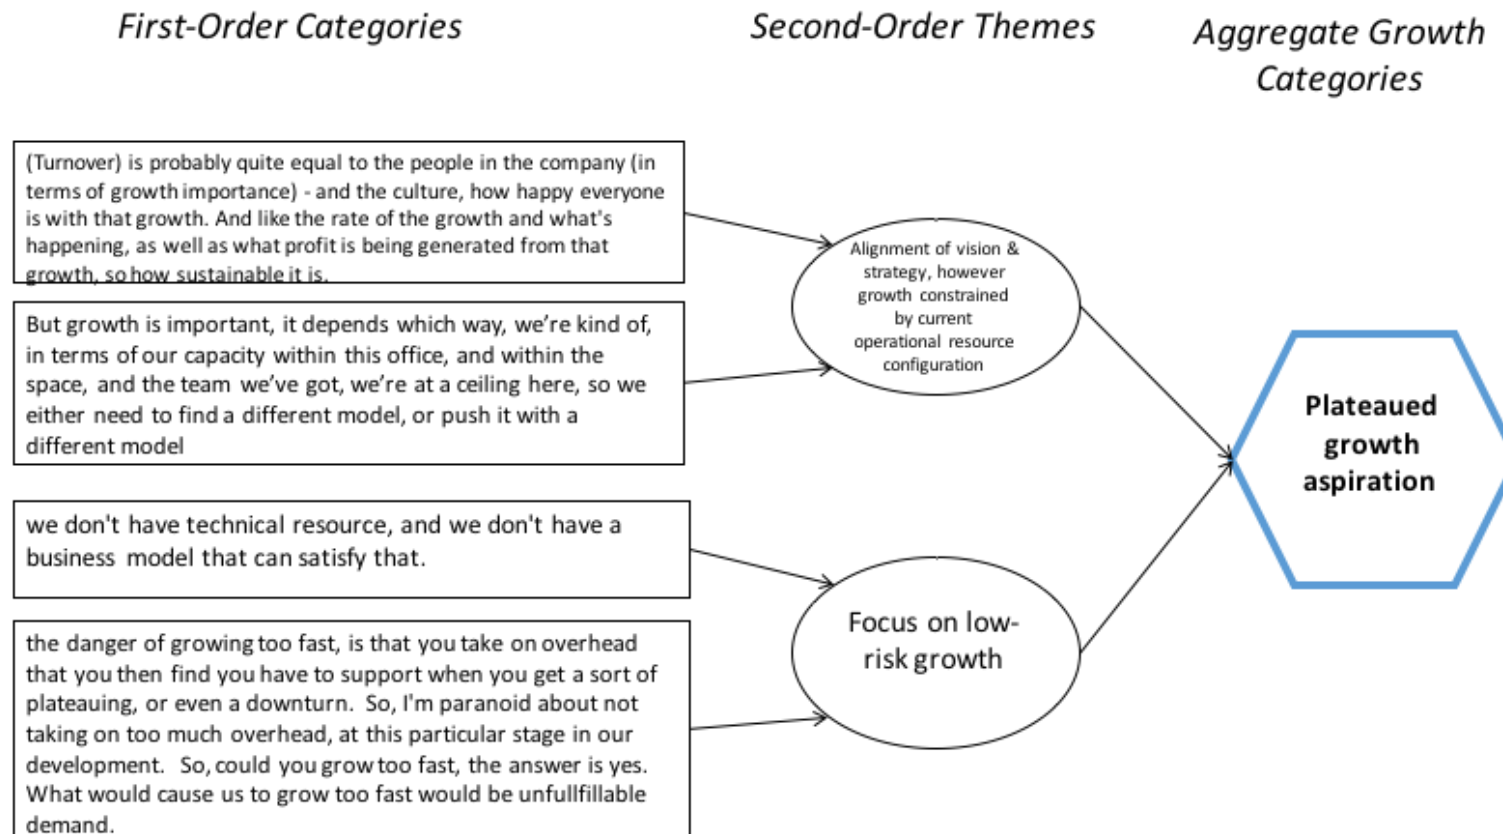 First-Order Categories
Second-Order Themes
Aggregate Growth
Categories
(Turnover) is probably quite equal to the people in the company (in
terms of growth importance) - and the culture, how happy everyone
is with that growth. And like the rate of the growth and what's
happening, as well as what profit is being generated from that
growth, so how sustainable it is.
But growth is important, it depends which way, we’re kind of,
in terms of our capacity within this office, and within the
space, and the team we’ve got, we’re at a ceiling here, so we
either need to find a different model, or push it with a
different model
we don't have technical resource, and we don't have a
business model that can satisfy that.
the danger of growing too fast, is that you take on overhead
that you then find you have to support when you get a sort of
plateauing, or even a downturn. So, I'm paranoid about not
taking on too much overhead, at this particular stage in our
development. So, could you grow too fast, the answer is yes.
What would cause us to grow too fast would be unfullfillable
demand.
Alignment of vision &
strategy, however
growth constrained
by current
operational resource
configuration
Focus on low-
risk growth
Plateaued
growth
aspiration